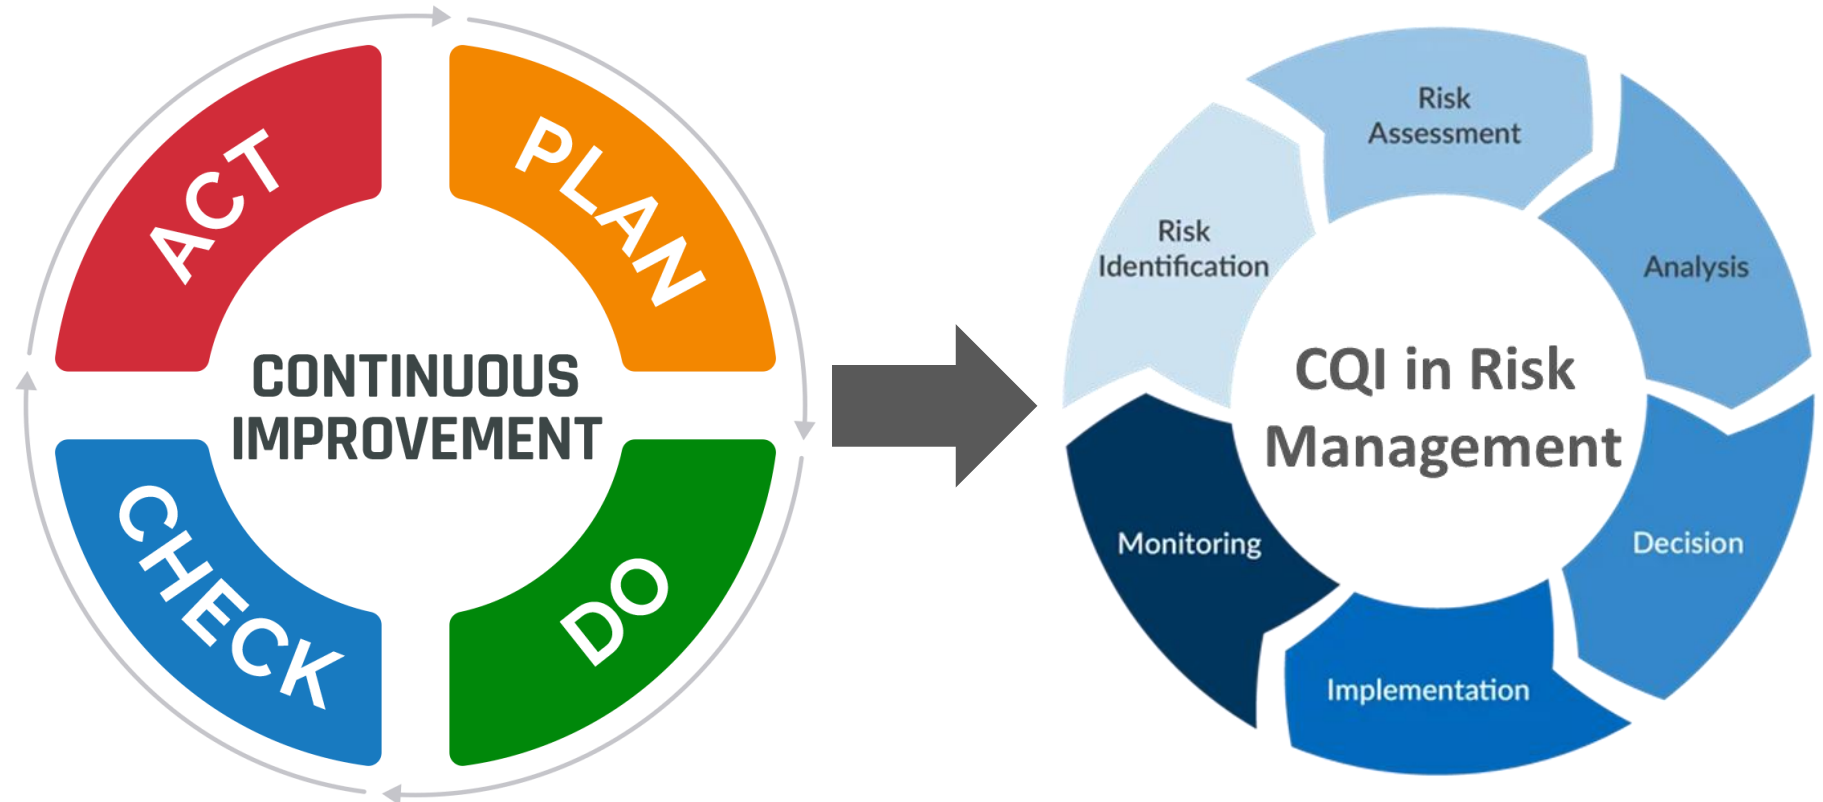 ACT
PLAN
CONTINUOUS
IMPROVEMENT
CHECK
DO
Risk
Assessment
Risk
Identification
Analysis
CQI in Risk
Management
Monitoring
Decision
Implementation